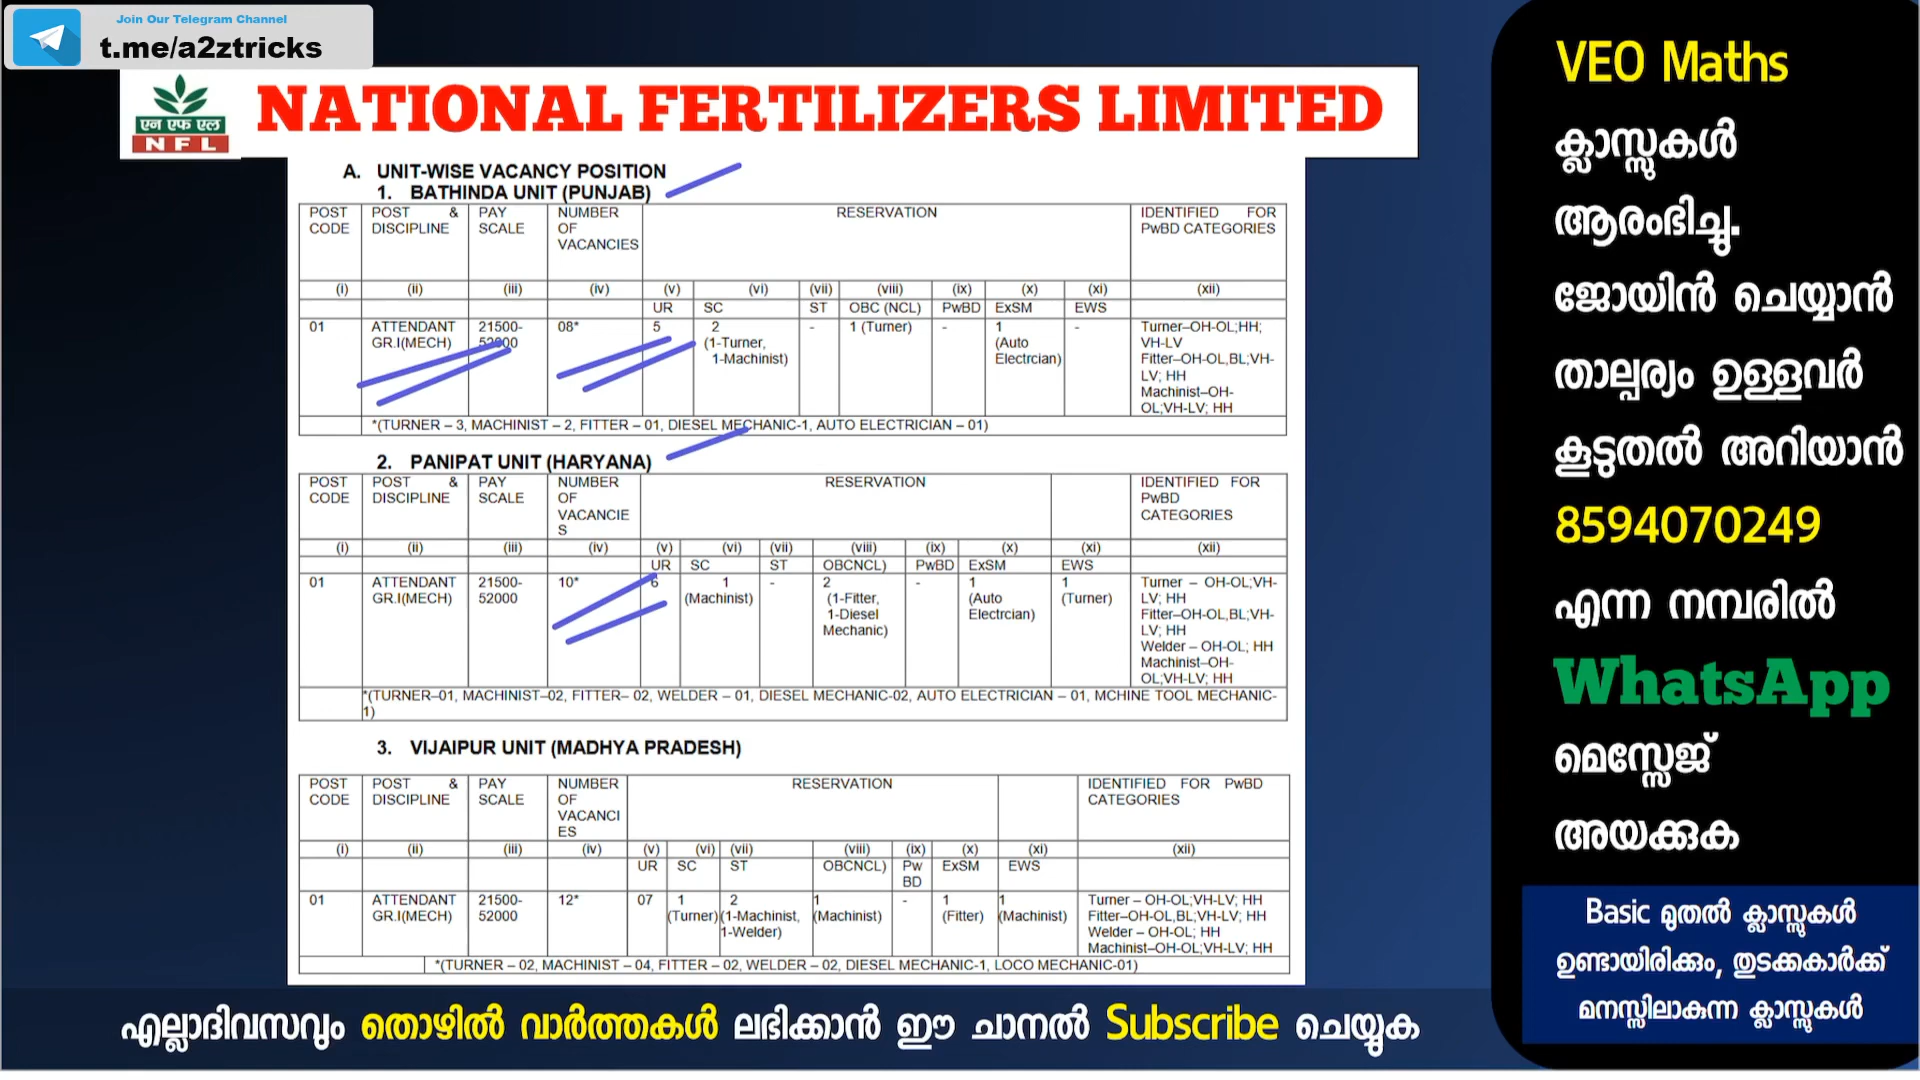 Join Our Telegram Channel
t.me/a2ztricks
एन एफ एल
NFL
NATIONAL FERTILIZERS LIMITED
A. UNIT-WISE VACANCY POSITION
1. BATHINDA UNIT (PUNJAB)
POST CODE | POST & DISCIPLINE | PAY SCALE | NUMBER OF VACANCIES | RESERVATION | IDENTIFIED FOR PwBD CATEGORIES
(i) (ii) (iii) (iv) (v) (vi) (vii) (viii) (ix) (x) (xi) (xii)
UR SC ST OBC (NCL) PwBD ExSM EWS
01 | ATTENDANT GR.I(MECH) | 21500-52000 | 08* | 5 | 2 (1-Turner, 1-Machinist) | - | 1 (Turner) | - | 1 (Auto Electrcian) | - | Turner–OH-OL;HH; VH-LV Fitter–OH-OL,BL;VH-LV; HH Machinist–OH-OL;VH-LV; HH
*(TURNER – 3, MACHINIST – 2, FITTER – 01, DIESEL MECHANIC-1, AUTO ELECTRICIAN – 01)
2. PANIPAT UNIT (HARYANA)
POST CODE | POST & DISCIPLINE | PAY SCALE | NUMBER OF VACANCIES | RESERVATION | IDENTIFIED FOR PwBD CATEGORIES
(i) (ii) (iii) (iv) (v) (vi) (vii) (viii) (ix) (x) (xi) (xii)
UR SC ST OBCNCL) PwBD ExSM EWS
01 | ATTENDANT GR.I(MECH) | 21500-52000 | 10* | 6 | 1 (Machinist) | - | 2 (1-Fitter, 1-Diesel Mechanic) | - | 1 (Auto Electrcian) | 1 (Turner) | Turner – OH-OL;VH-LV; HH Fitter–OH-OL,BL;VH-LV; HH Welder – OH-OL; HH Machinist–OH-OL;VH-LV; HH
*(TURNER–01, MACHINIST–02, FITTER– 02, WELDER – 01, DIESEL MECHANIC-02, AUTO ELECTRICIAN – 01, MCHINE TOOL MECHANIC-1)
3. VIJAIPUR UNIT (MADHYA PRADESH)
POST CODE | POST & DISCIPLINE | PAY SCALE | NUMBER OF VACANCIES | RESERVATION | IDENTIFIED FOR PwBD CATEGORIES
(i) (ii) (iii) (iv) (v) (vi) (vii) (viii) (ix) (x) (xi) (xii)
UR SC ST OBCNCL) PwBD ExSM EWS
01 | ATTENDANT GR.I(MECH) | 21500-52000 | 12* | 07 | 1 (Turner) | 2 (1-Machinist, 1-Welder) | 1 (Machinist) | - | 1 (Fitter) | 1 (Machinist) | Turner – OH-OL;VH-LV; HH Fitter–OH-OL,BL;VH-LV; HH Welder – OH-OL; HH Machinist–OH-OL;VH-LV; HH
*(TURNER – 02, MACHINIST – 04, FITTER – 02, WELDER – 02, DIESEL MECHANIC-1, LOCO MECHANIC-01)
VEO Maths
ക്ലാസ്സുകൾ
ആരംഭിച്ചു.
ജോയിൻ ചെയ്യാൻ
താല്പര്യം ഉള്ളവർ
കൂടുതൽ അറിയാൻ
8594070249
എന്ന നമ്പരിൽ
WhatsApp
മെസ്സേജ്
അയക്കുക
Basic മുതൽ ക്ലാസ്സുകൾ
ഉണ്ടായിരിക്കും, തുടക്കകാർക്ക്
മനസ്സിലാകുന്ന ക്ലാസ്സുകൾ
എല്ലാദിവസവും തൊഴിൽ വാർത്തകൾ ലഭിക്കാൻ ഈ ചാനൽ Subscribe ചെയ്യുക